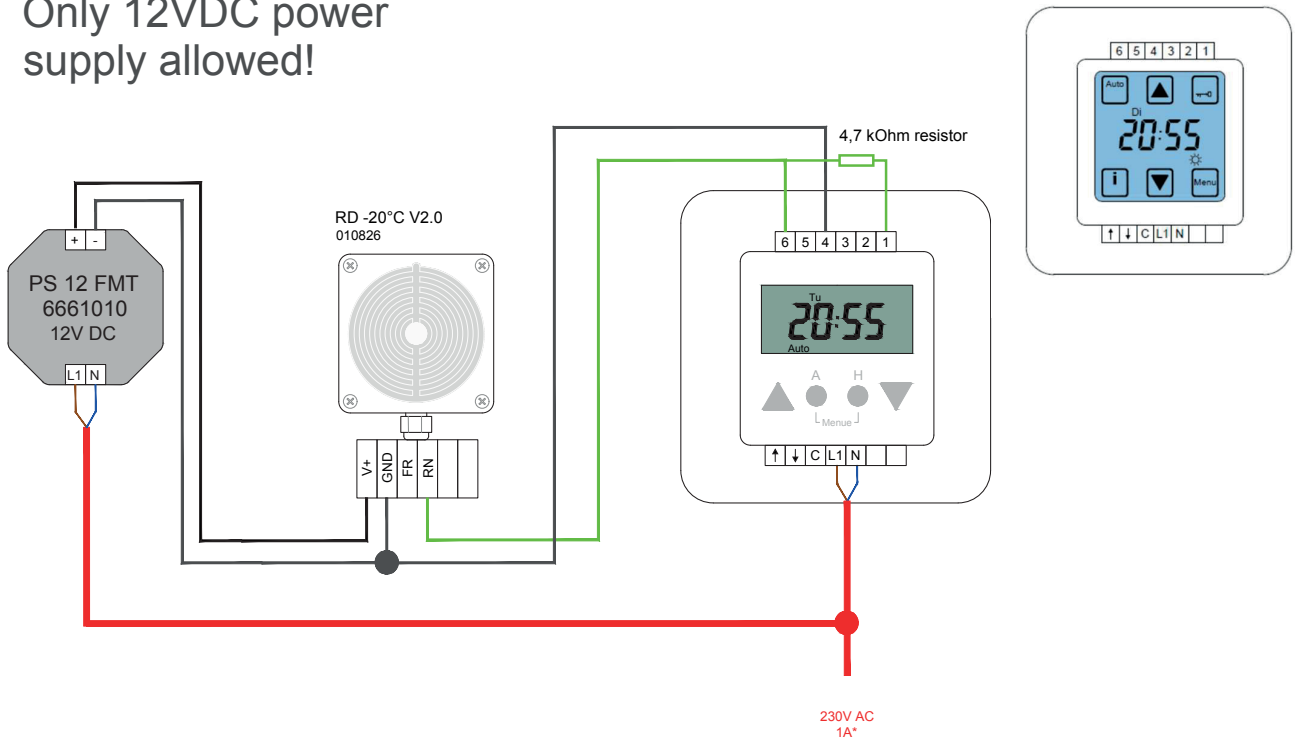 Only 12VDC power
supply allowed!
6 5 4 3 2 1
Auto
Di
20:55
i
Menu
↑ ↓ C L1 N
4,7 kOhm resistor
RD -20°C V2.0
010826
+ -
PS 12 FMT
6661010
12V DC
L1 N
V+ GND FR RN
6 5 4 3 2 1
Tu
20:55
Auto
A H
Menue
↑ ↓ C L1 N
230V AC
1A*